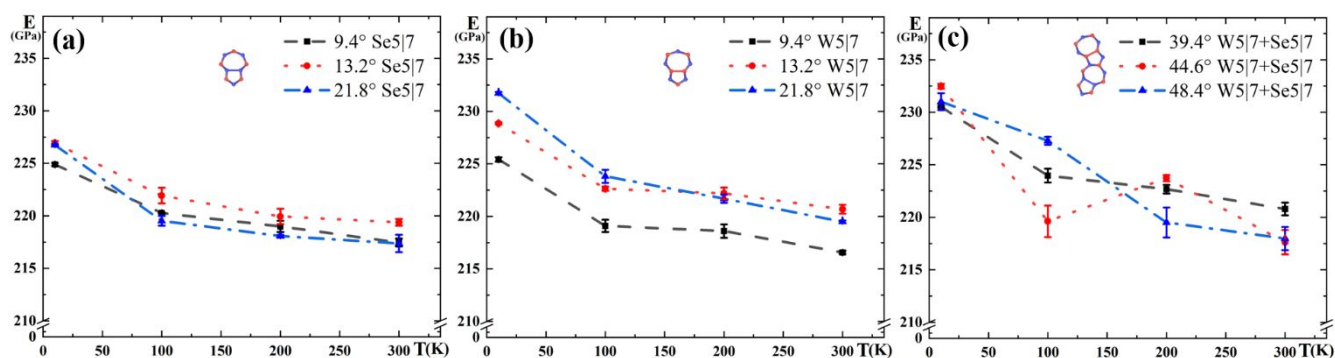 E
(GPa)
(a)
9.4° Se5|7
13.2° Se5|7
21.8° Se5|7
235
230
225
220
215
210
0
0 50 100 150 200 250 300
T(K)
E
(GPa)
(b)
9.4° W5|7
13.2° W5|7
21.8° W5|7
235
230
225
220
215
210
0
0 50 100 150 200 250 300
T(K)
E
(GPa)
(c)
39.4° W5|7+Se5|7
44.6° W5|7+Se5|7
48.4° W5|7+Se5|7
235
230
225
220
215
210
0
0 50 100 150 200 250 300
T(K)